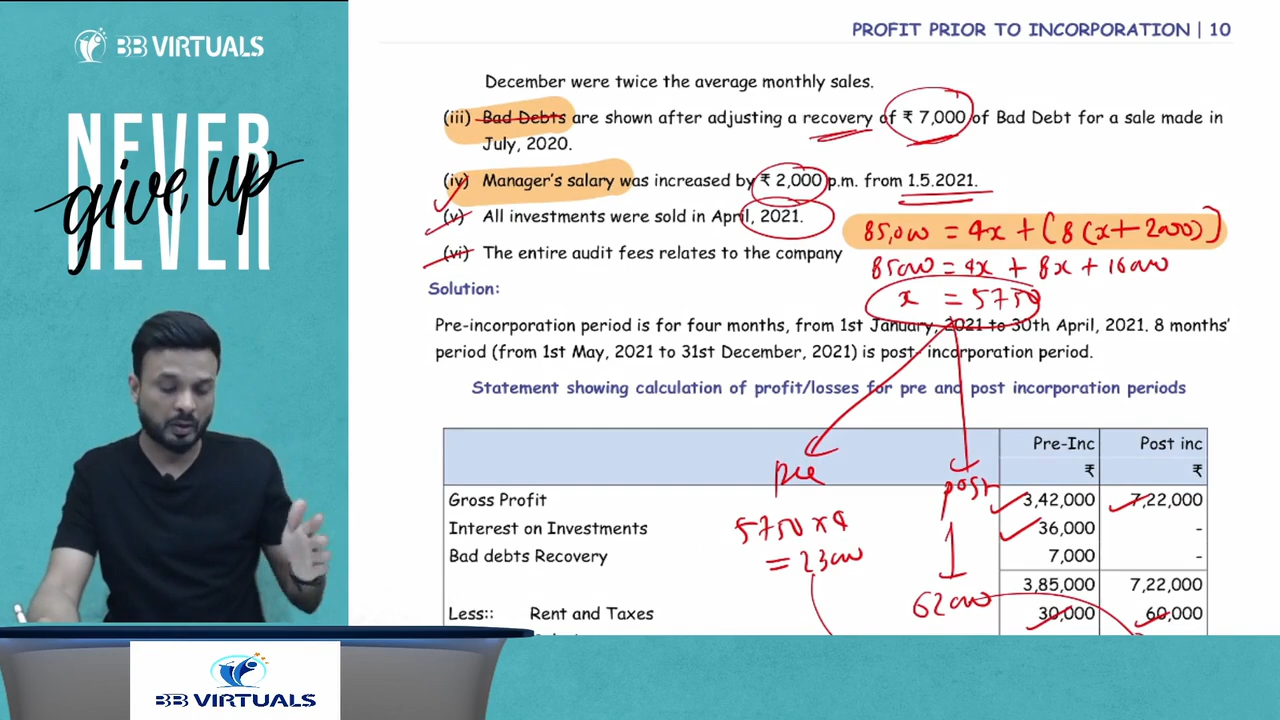 BB VIRTUALS
NEVER
give up
NEVER
PROFIT PRIOR TO INCORPORATION | 10
December were twice the average monthly sales.
(iii) Bad Debts are shown after adjusting a recovery of ₹ 7,000 of Bad Debt for a sale made in
July, 2020.
(iv) Manager's salary was increased by ₹ 2,000 p.m. from 1.5.2021.
(v) All investments were sold in April, 2021.
85,000 = 4x + (8(x+2000)]
(vi) The entire audit fees relates to the company
85000 = 4x + 8x + 16000
Solution:
x = 5750
Pre-incorporation period is for four months, from 1st January, 2021 to 30th April, 2021. 8 months'
period (from 1st May, 2021 to 31st December, 2021) is post- incorporation period.
Statement showing calculation of profit/losses for pre and post incorporation periods
Pre-Inc Post inc
₹ ₹
pre post
Gross Profit 3,42,000 7,22,000
Interest on Investments 5750 x 4 36,000 -
Bad debts Recovery = 23000 7,000 -
3,85,000 7,22,000
62000
Less:: Rent and Taxes 30,000 60,000
BB VIRTUALS